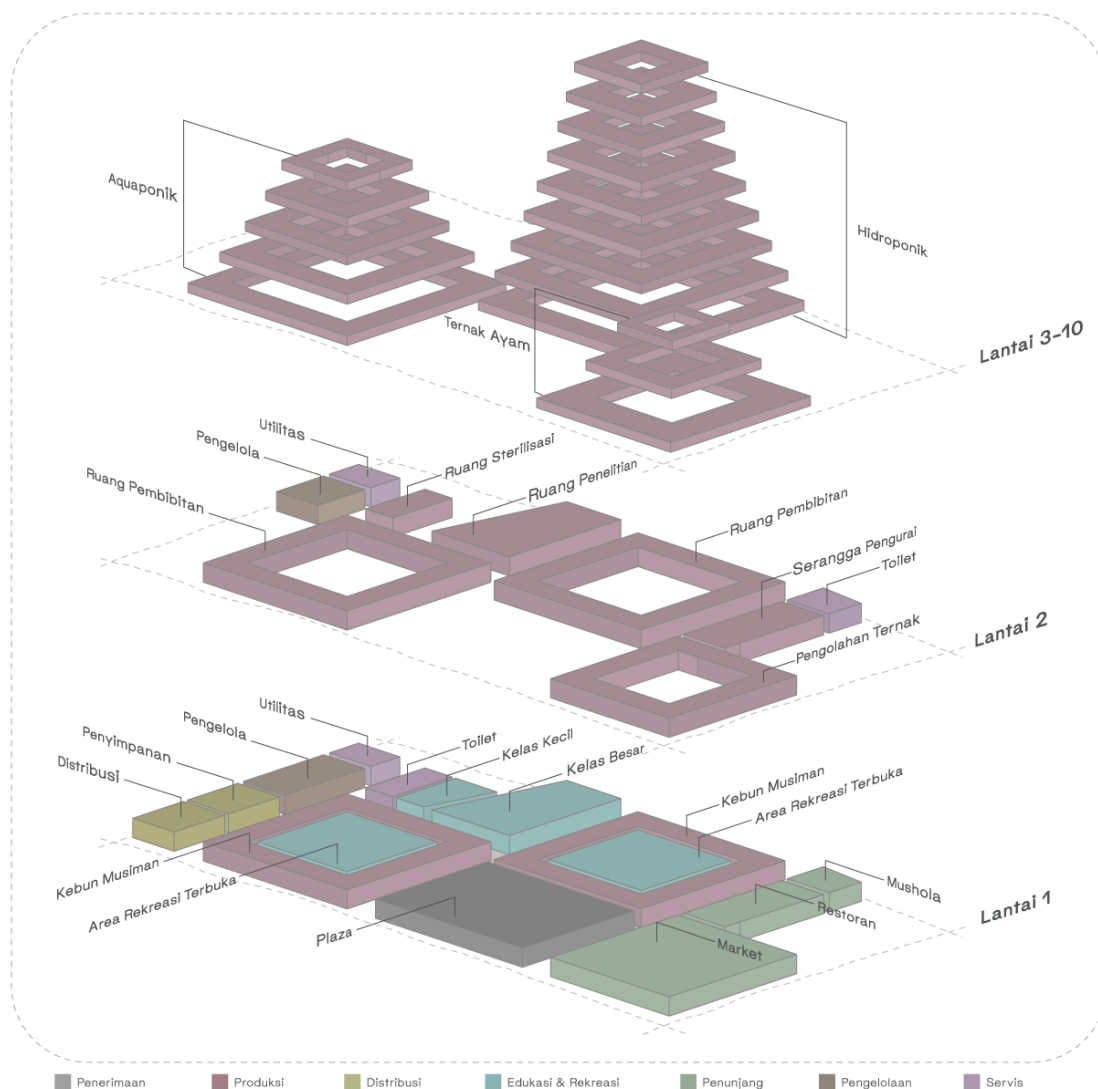 Aquaponik
Hidroponik
Ternak Ayam
Lantai 3-10
Utilitas
Pengelola
Ruang Sterilisasi
Ruang Penelitian
Ruang Pembibitan
Ruang Pembibitan
Serangga Pengurai
Toilet
Pengolahan Ternak
Lantai 2
Utilitas
Pengelola
Toilet
Penyimpanan
Kelas Kecil
Distribusi
Kelas Besar
Kebun Musiman
Area Rekreasi Terbuka
Kebun Musiman
Area Rekreasi Terbuka
Plaza
Mushola
Restoran
Market
Lantai 1
Penerimaan
Produksi
Distribusi
Edukasi & Rekreasi
Penunjang
Pengelolaan
Servis